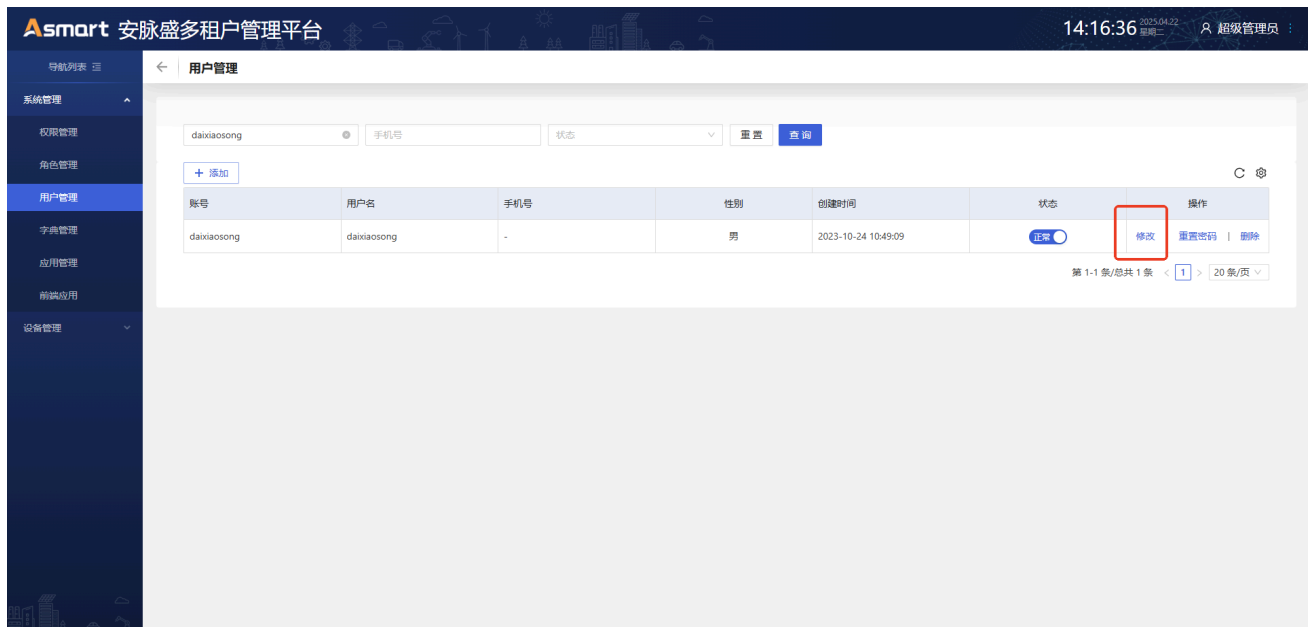 Asmart 安脉盛多租户管理平台
14:16:36 2025.04.22 星期二 超级管理员
导航列表
用户管理
系统管理
权限管理
角色管理
用户管理
字典管理
应用管理
前端应用
设备管理
daixiaosong 手机号 状态 重置 查询
+ 添加
账号 用户名 手机号 性别 创建时间 状态 操作
daixiaosong daixiaosong - 男 2023-10-24 10:49:09 正常 修改 重置密码 | 删除
第 1-1 条/总共 1 条 < 1 > 20 条/页